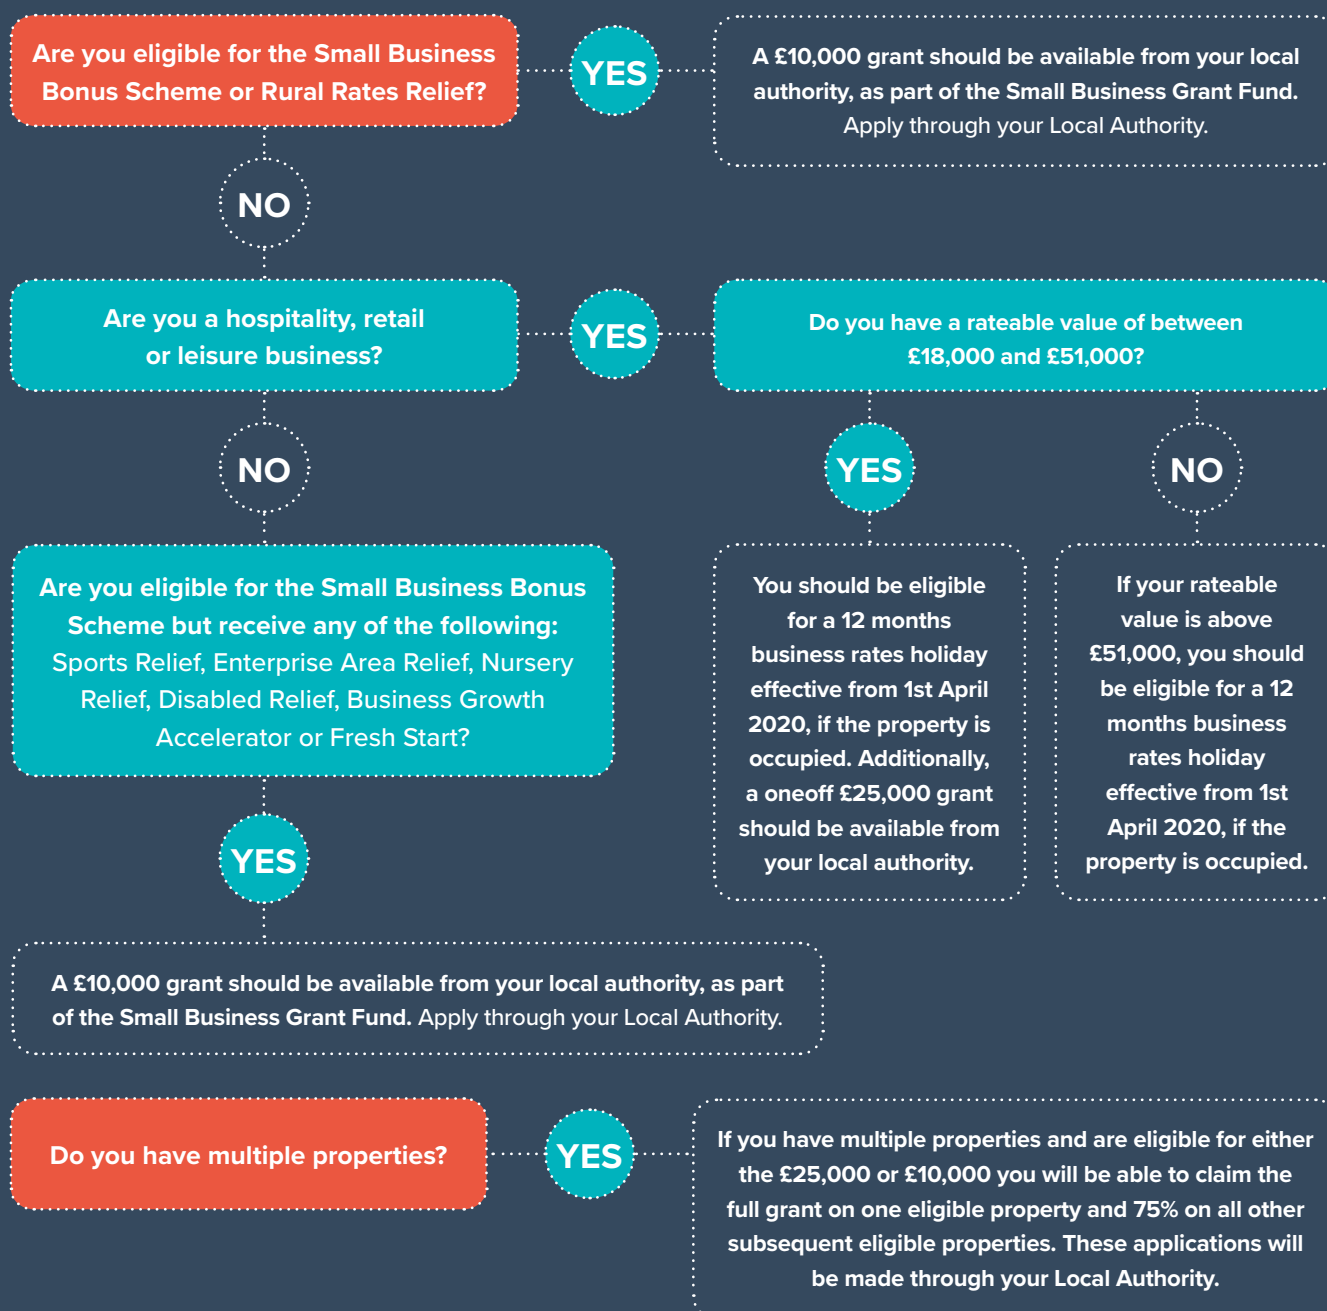 Are you eligible for the Small Business
Bonus Scheme or Rural Rates Relief?
YES
A £10,000 grant should be available from your local
authority, as part of the Small Business Grant Fund.
Apply through your Local Authority.
NO
Are you a hospitality, retail
or leisure business?
YES
Do you have a rateable value of between
£18,000 and £51,000?
NO
YES
NO
Are you eligible for the Small Business Bonus
Scheme but receive any of the following:
Sports Relief, Enterprise Area Relief, Nursery
Relief, Disabled Relief, Business Growth
Accelerator or Fresh Start?
You should be eligible
for a 12 months
business rates holiday
effective from 1st April
2020, if the property is
occupied. Additionally,
a oneoff £25,000 grant
should be available from
your local authority.
If your rateable
value is above
£51,000, you should
be eligible for a 12
months business
rates holiday
effective from 1st
April 2020, if the
property is occupied.
YES
A £10,000 grant should be available from your local authority, as part
of the Small Business Grant Fund. Apply through your Local Authority.
Do you have multiple properties?
YES
If you have multiple properties and are eligible for either
the £25,000 or £10,000 you will be able to claim the
full grant on one eligible property and 75% on all other
subsequent eligible properties. These applications will
be made through your Local Authority.